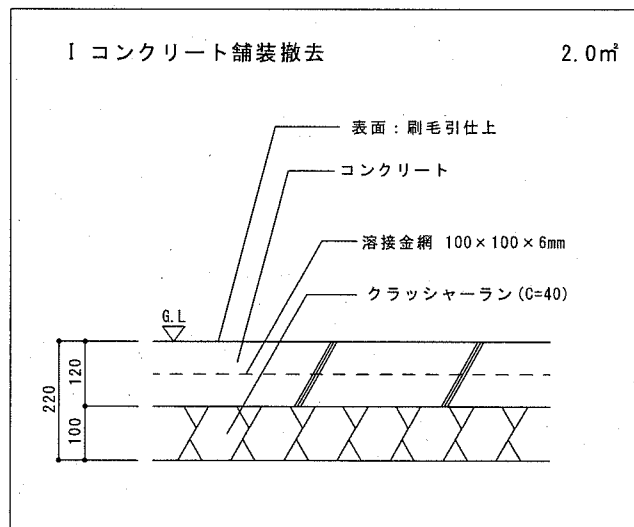 I コンクリート舗装撤去 2.0㎡
表面：刷毛引仕上
コンクリート
溶接金網 100×100×6mm
クラッシャーラン(C=40)
G.L
220
120
100